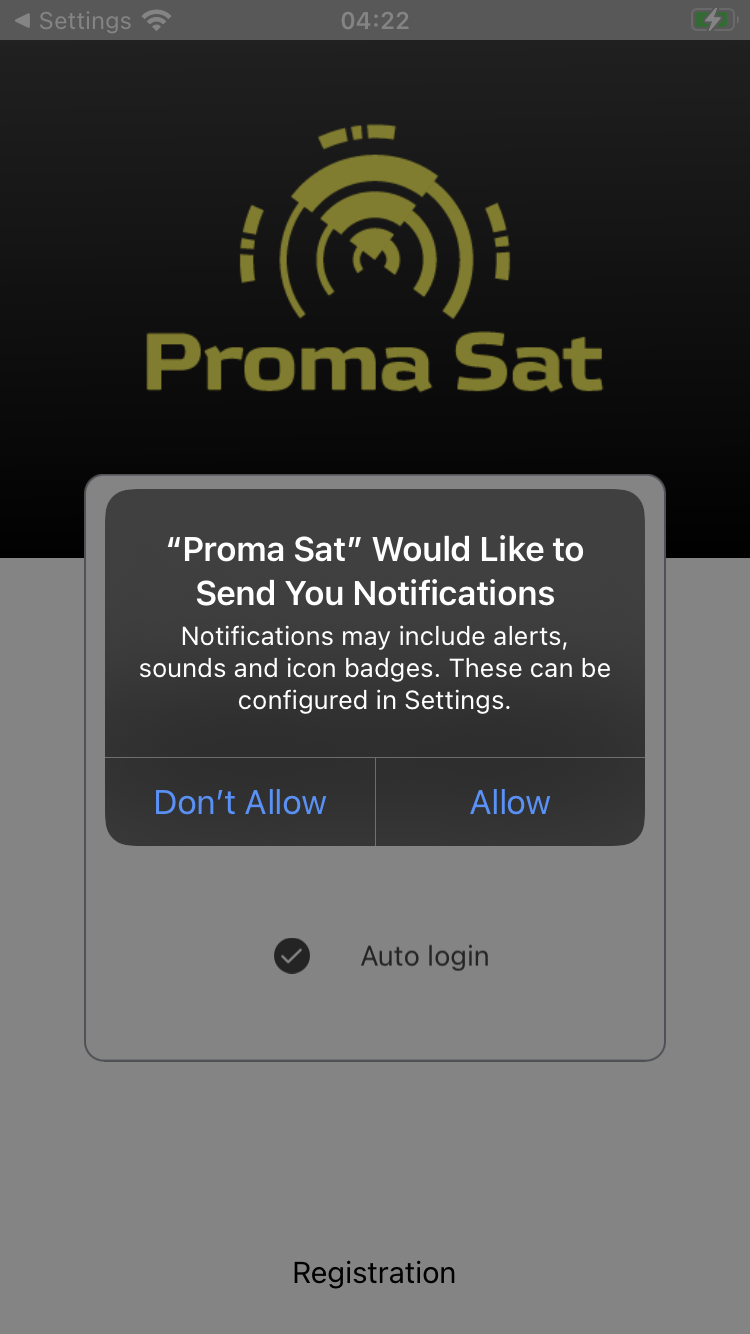 Settings
04:22
Proma Sat
“Proma Sat” Would Like to
Send You Notifications
Notifications may include alerts,
sounds and icon badges. These can be
configured in Settings.
Don’t Allow
Allow
Auto login
Registration